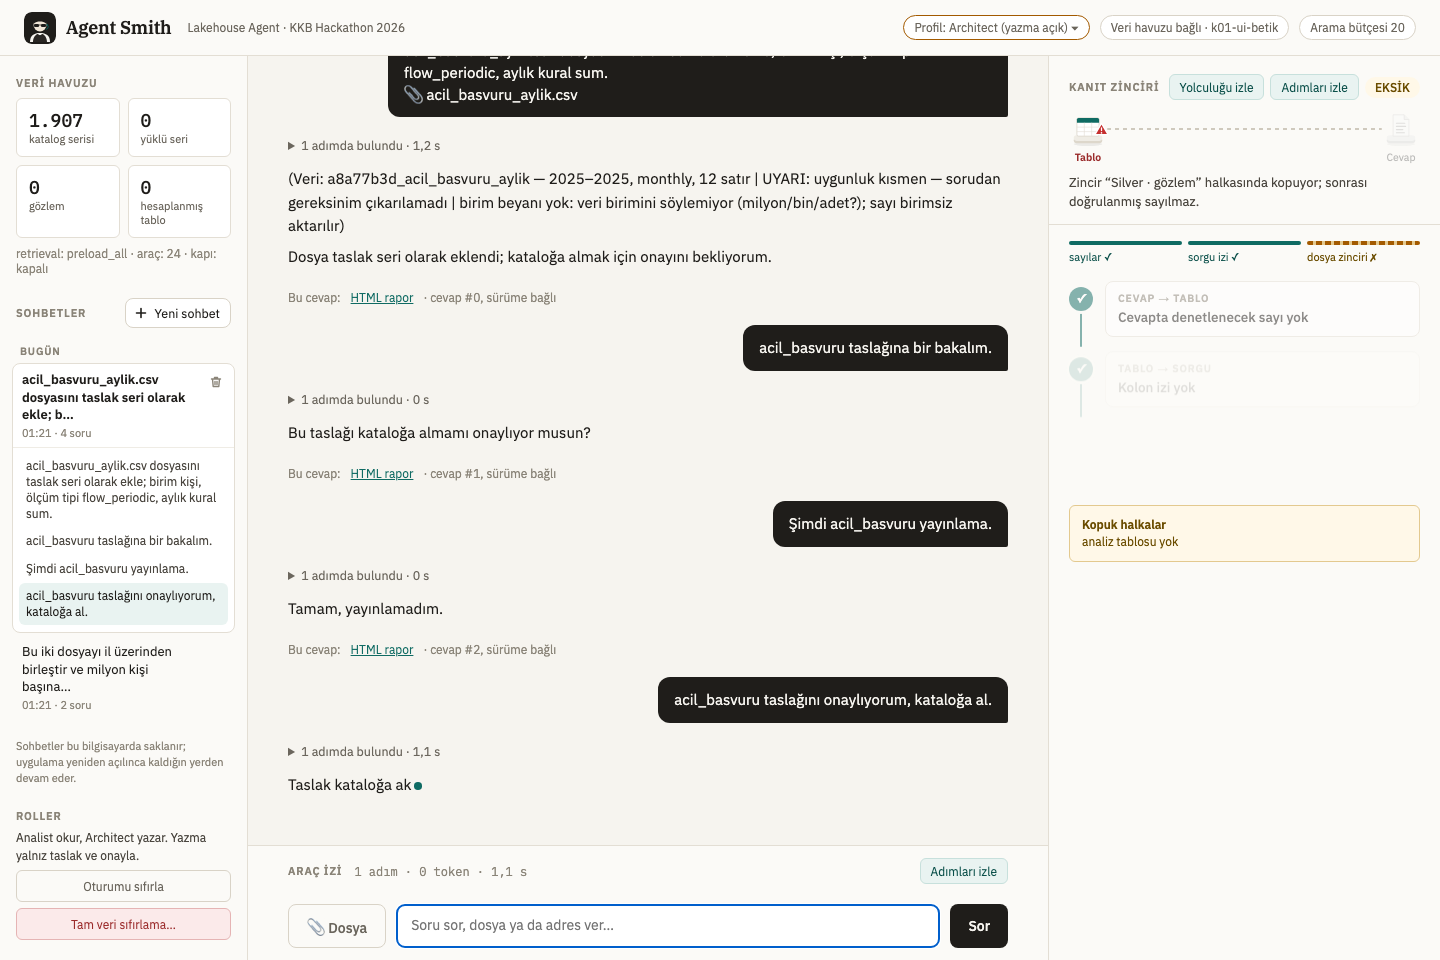 Agent Smith
Lakehouse Agent · KKB Hackathon 2026
Profil: Architect (yazma açık)
Veri havuzu bağlı · k01-ui-betik
Arama bütçesi 20
VERİ HAVUZU
1.907
katalog serisi
0
yüklü seri
0
gözlem
0
hesaplanmış
tablo
retrieval: preload_all · araç: 24 · kapı:
kapalı
SOHBETLER
+ Yeni sohbet
BUGÜN
acil_basvuru_aylik.csv
dosyasını taslak seri olarak
ekle; b...
01:21 · 4 soru
acil_basvuru_aylik.csv dosyasını
taslak seri olarak ekle; birim kişi,
ölçüm tipi flow_periodic, aylık kural
sum.
acil_basvuru taslağına bir bakalım.
Şimdi acil_basvuru yayınlama.
acil_basvuru taslağını onaylıyorum,
kataloğa al.
Bu iki dosyayı il üzerinden
birleştir ve milyon kişi
başına...
01:21 · 2 soru
Sohbetler bu bilgisayarda saklanır;
uygulama yeniden açılınca kaldığın yerden
devam eder.
ROLLER
Analist okur, Architect yazar. Yazma
yalnız taslak ve onayla.
Oturumu sıfırla
Tam veri sıfırlama...
flow_periodic, aylık kural sum.
acil_basvuru_aylik.csv
1 adımda bulundu · 1,2 s
(Veri: a8a77b3d_acil_basvuru_aylik — 2025–2025, monthly, 12 satır | UYARI: uygunluk kısmen — sorudan
gereksinim çıkarılamadı | birim beyanı yok: veri birimini söylemiyor (milyon/bin/adet?); sayı birimsiz
aktarılır)
Dosya taslak seri olarak eklendi; kataloğa almak için onayını bekliyorum.
Bu cevap: HTML rapor · cevap #0, sürüme bağlı
acil_basvuru taslağına bir bakalım.
1 adımda bulundu · 0 s
Bu taslağı kataloğa almamı onaylıyor musun?
Bu cevap: HTML rapor · cevap #1, sürüme bağlı
Şimdi acil_basvuru yayınlama.
1 adımda bulundu · 0 s
Tamam, yayınlamadım.
Bu cevap: HTML rapor · cevap #2, sürüme bağlı
acil_basvuru taslağını onaylıyorum, kataloğa al.
1 adımda bulundu · 1,1 s
Taslak kataloğa ak
ARAÇ İZİ 1 adım · 0 token · 1,1 s
Adımları izle
Dosya
Soru sor, dosya ya da adres ver...
Sor
KANIT ZİNCİRİ
Yolculuğu izle
Adımları izle
EKSİK
Tablo
Cevap
Zincir “Silver · gözlem” halkasında kopuyor; sonrası
doğrulanmış sayılmaz.
sayılar ✓
sorgu izi ✓
dosya zinciri ✗
CEVAP → TABLO
Cevapta denetlenecek sayı yok
TABLO → SORGU
Kolon izi yok
Kopuk halkalar
analiz tablosu yok